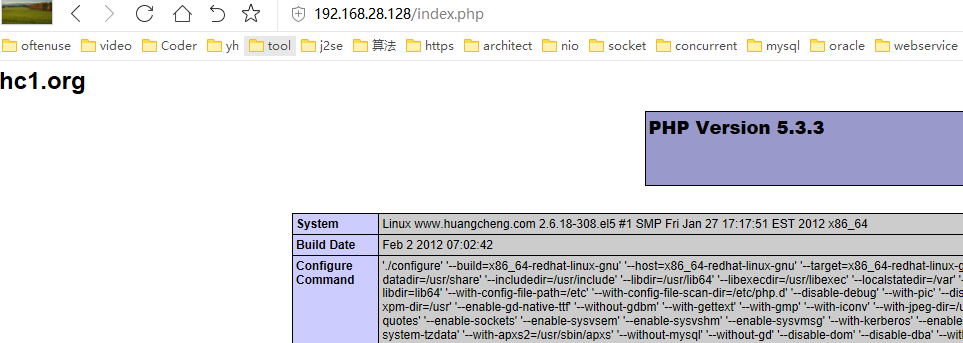 192.168.28.128/index.php
oftenuse video Coder yh tool j2se 算法 https architect nio socket concurrent mysql oracle webservice
hc1.org
PHP Version 5.3.3
System Linux www.huangcheng.com 2.6.18-308.el5 #1 SMP Fri Jan 27 17:17:51 EST 2012 x86_64
Build Date Feb 2 2012 07:02:42
Configure Command './configure' '--build=x86_64-redhat-linux-gnu' '--host=x86_64-redhat-linux-gnu' '--target=x86_64-redhat-linux-g
datadir=/usr/share' '--includedir=/usr/include' '--libdir=/usr/lib64' '--libexecdir=/usr/libexec' '--localstatedir=/var' '-
libdir=lib64' '--with-config-file-path=/etc' '--with-config-file-scan-dir=/etc/php.d' '--disable-debug' '--with-pic' '--dis
xpm-dir=/usr' '--enable-gd-native-ttf' '--without-gdbm' '--with-gettext' '--with-gmp' '--with-iconv' '--with-jpeg-dir=/u
quotes' '--enable-sockets' '--enable-sysvsem' '--enable-sysvshm' '--enable-sysvmsg' '--with-kerberos' '--enable-
system-tzdata' '--with-apxs2=/usr/sbin/apxs' '--without-mysql' '--without-gd' '--disable-dom' '--disable-dba' '--with